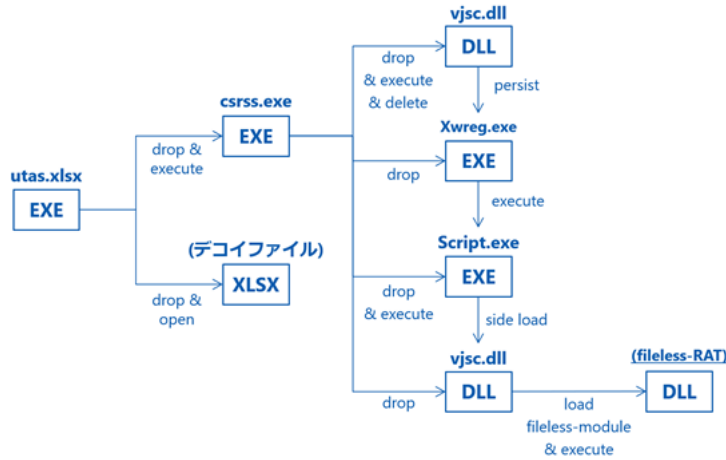 vjsc.dll
DLL
drop
& execute
& delete
persist
csrss.exe
EXE
drop &
execute
Xwreg.exe
EXE
drop
execute
utas.xlsx
EXE
(デコイファイル)
XLSX
drop &
open
Script.exe
EXE
drop
& execute
side load
vjsc.dll
DLL
drop
load
fileless-module
& execute
(fileless-RAT)
DLL